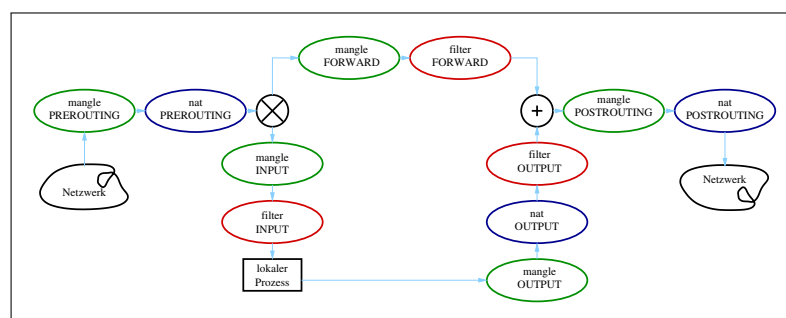 mangle
FORWARD
filter
FORWARD
mangle
PREROUTING
nat
PREROUTING
+
mangle
POSTROUTING
nat
POSTROUTING
mangle
INPUT
filter
OUTPUT
Netzwerk
Netzwerk
filter
INPUT
nat
OUTPUT
lokaler
Prozess
mangle
OUTPUT